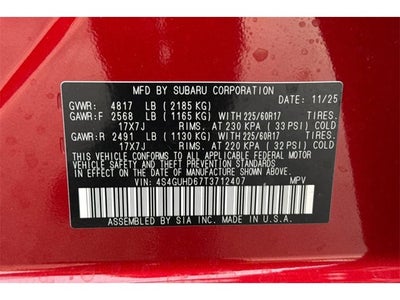 MFD BY SUBARU CORPORATION
GVWR: 4817 LB (2185 KG) DATE: 11/25
GAWR:F 2568 LB (1165 KG) WITH 225/60R17 TIRES.
17X7J RIMS. AT 230 KPA (33 PSI) COLD
GAWR:R 2491 LB (1130 KG) WITH 225/60R17 TIRES.
17X7J RIMS. AT 220 KPA (32 PSI) COLD
THIS VEHICLE CONFORMS TO ALL APPLICABLE FEDERAL MOTOR
VEHICLE SAFETY AND THEFT PREVENTION STANDARDS IN
EFFECT ON THE DATE OF MANUFACTURE SHOWN ABOVE.
VIN: 4S4GUHD67T3712407 MPV
ASSEMBLED BY SIA INC. MADE IN U.S.A.